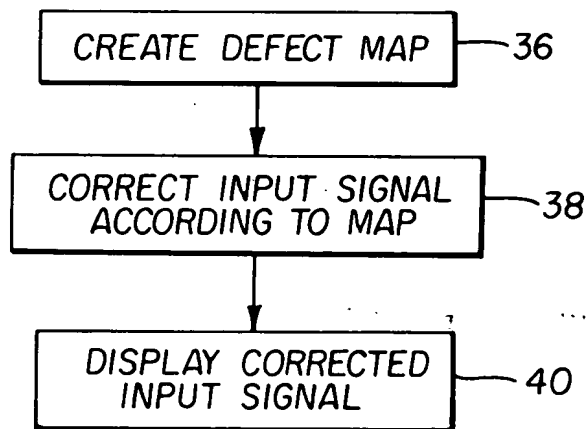 CREATE DEFECT MAP 36
CORRECT INPUT SIGNAL
ACCORDING TO MAP 38
DISPLAY CORRECTED
INPUT SIGNAL 40